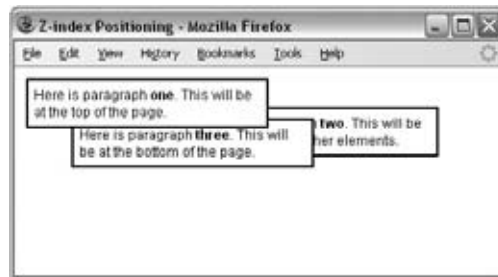 Z-index Positioning - Mozilla Firefox
File Edit View History Bookmarks Tools Help
Here is paragraph one. This will be
at the top of the page.
two. This will be
her elements.
Here is paragraph three. This will
be at the bottom of the page.